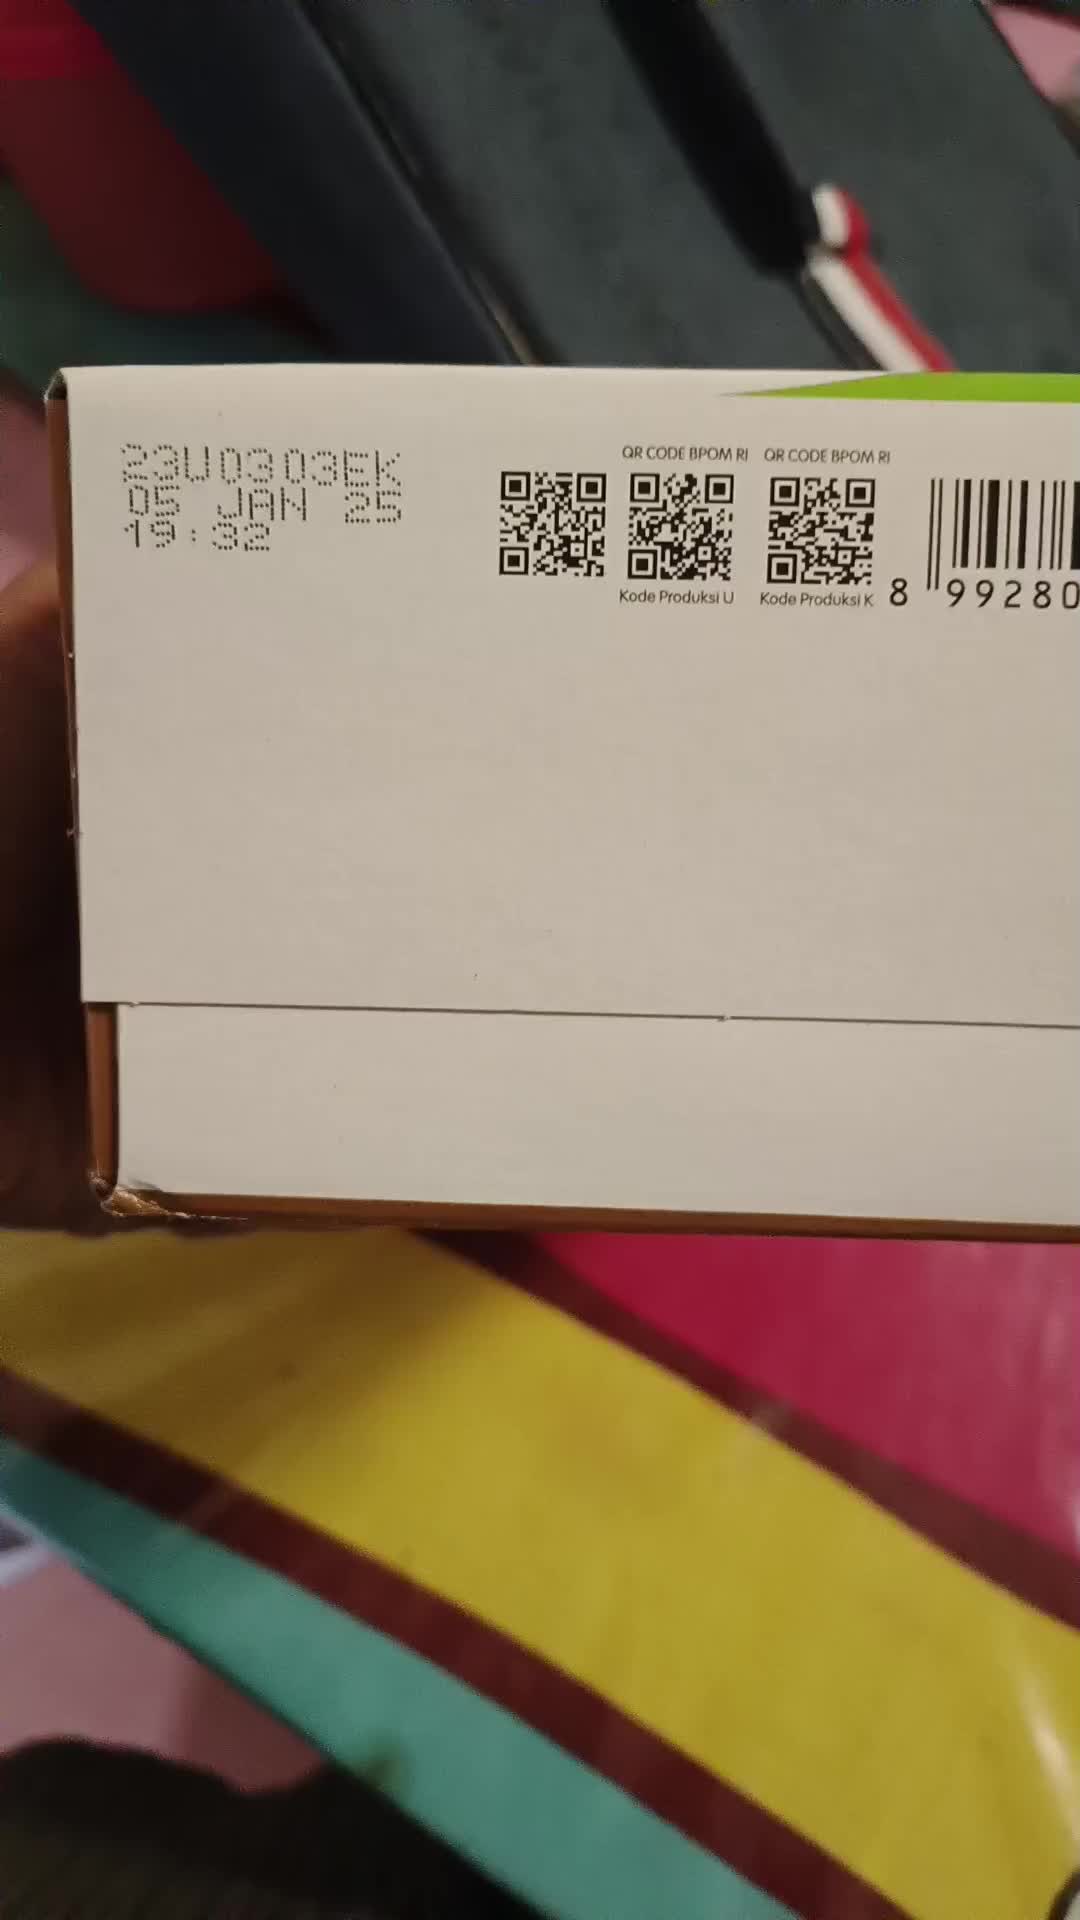 23U0303EK
05 JAN 25
19:32
QR CODE BPOM RI
QR CODE BPOM RI
Kode Produksi U
Kode Produksi K
8 99280